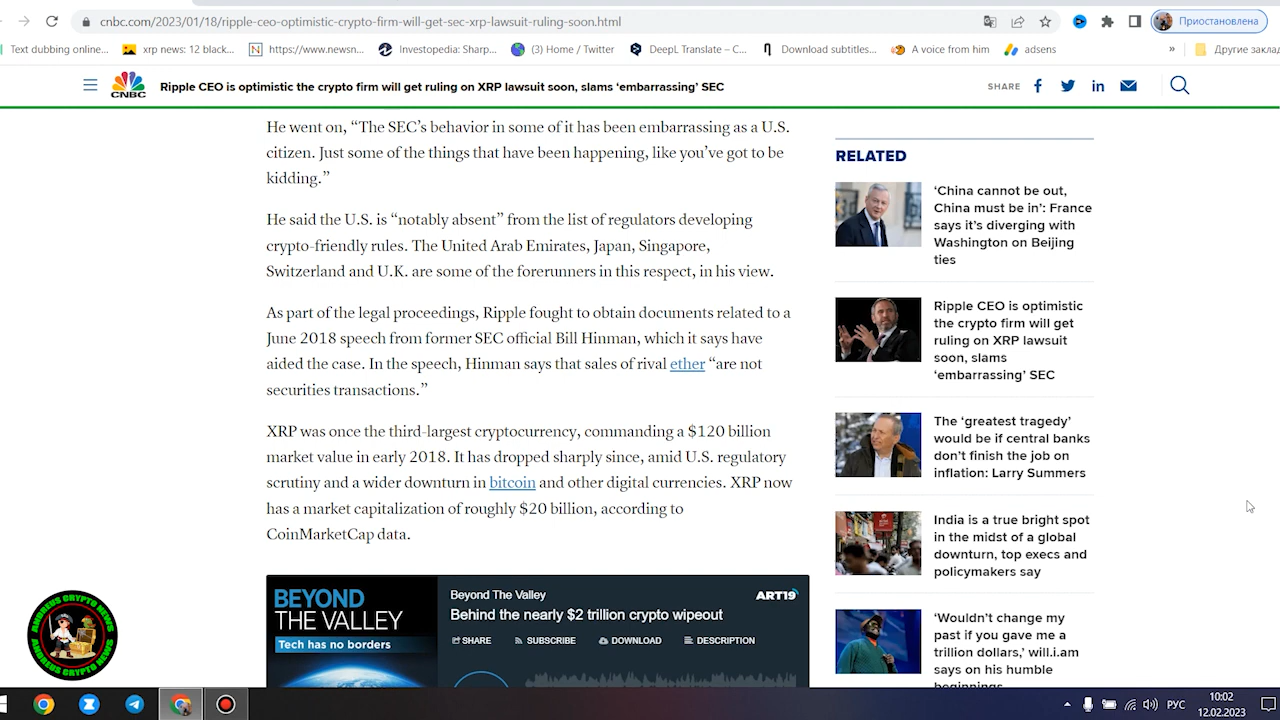 cnbc.com/2023/01/18/ripple-ceo-optimistic-crypto-firm-will-get-sec-xrp-lawsuit-ruling-soon.html
Приостановлена
Text dubbing online...
xrp news: 12 black...
https://www.newsn...
Investopedia: Sharp...
(3) Home / Twitter
DeepL Translate – C...
Download subtitles...
A voice from him
adsens
»
Другие заклад
CNBC
Ripple CEO is optimistic the crypto firm will get ruling on XRP lawsuit soon, slams ‘embarrassing’ SEC
SHARE
He went on, “The SEC’s behavior in some of it has been embarrassing as a U.S.
citizen. Just some of the things that have been happening, like you’ve got to be
kidding.”
He said the U.S. is “notably absent” from the list of regulators developing
crypto-friendly rules. The United Arab Emirates, Japan, Singapore,
Switzerland and U.K. are some of the forerunners in this respect, in his view.
As part of the legal proceedings, Ripple fought to obtain documents related to a
June 2018 speech from former SEC official Bill Hinman, which it says have
aided the case. In the speech, Hinman says that sales of rival ether “are not
securities transactions.”
XRP was once the third-largest cryptocurrency, commanding a $120 billion
market value in early 2018. It has dropped sharply since, amid U.S. regulatory
scrutiny and a wider downturn in bitcoin and other digital currencies. XRP now
has a market capitalization of roughly $20 billion, according to
CoinMarketCap data.
BEYOND
THE VALLEY
Tech has no borders
Beyond The Valley
Behind the nearly $2 trillion crypto wipeout
ART19
SHARE
SUBSCRIBE
DOWNLOAD
DESCRIPTION
RELATED
‘China cannot be out,
China must be in’: France
says it’s diverging with
Washington on Beijing
ties
Ripple CEO is optimistic
the crypto firm will get
ruling on XRP lawsuit
soon, slams
‘embarrassing’ SEC
The ‘greatest tragedy’
would be if central banks
don’t finish the job on
inflation: Larry Summers
India is a true bright spot
in the midst of a global
downturn, top execs and
policymakers say
‘Wouldn’t change my
past if you gave me a
trillion dollars,’ will.i.am
says on his humble
beginnings
ANDREUS CRYPTO NEWS
ANDREUS CRYPTO NEWS
РУС
10:02
12.02.2023